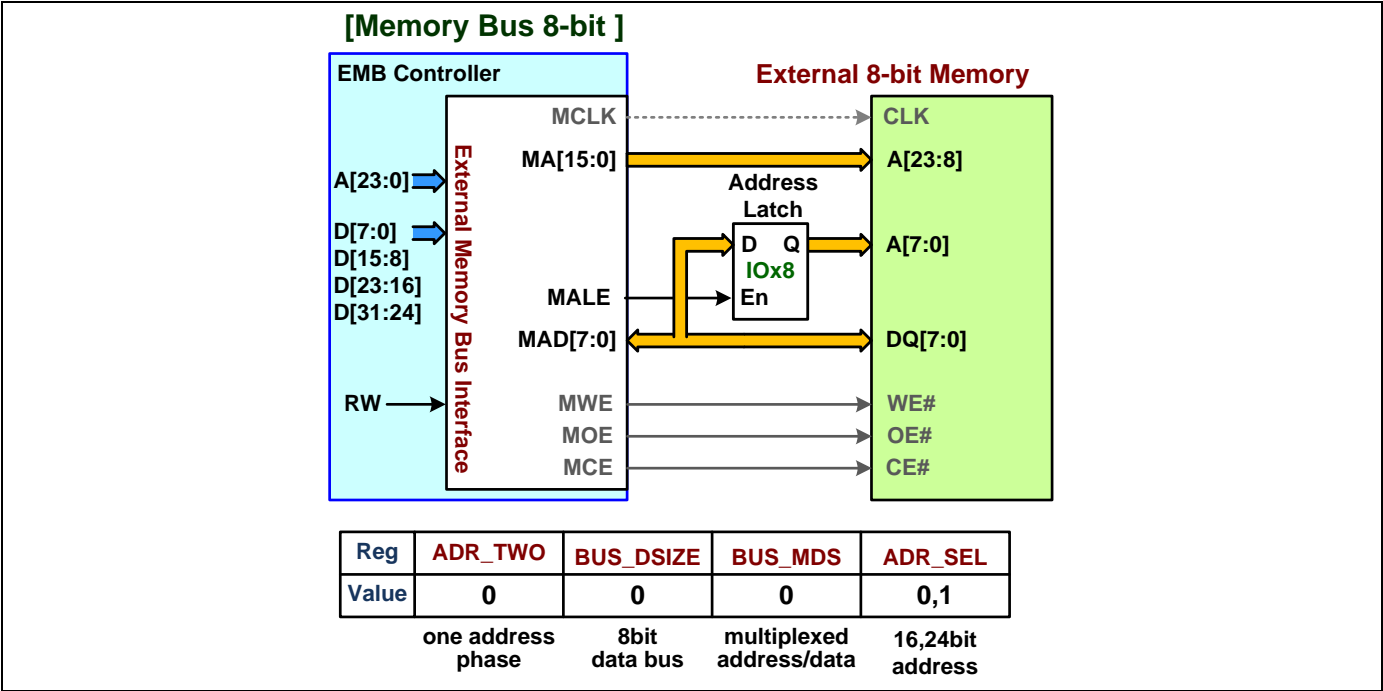 [Memory Bus 8-bit ]
EMB Controller
External 8-bit Memory
MCLK
CLK
External Memory Bus Interface
MA[15:0]
A[23:8]
A[23:0]
Address
Latch
D[7:0]
D[15:8]
D[23:16]
D[31:24]
D Q
IOx8
En
A[7:0]
MALE
MAD[7:0]
DQ[7:0]
RW
MWE
WE#
MOE
OE#
MCE
CE#
Reg ADR_TWO BUS_DSIZE BUS_MDS ADR_SEL
Value 0 0 0 0,1
one address
phase
8bit
data bus
multiplexed
address/data
16,24bit
address